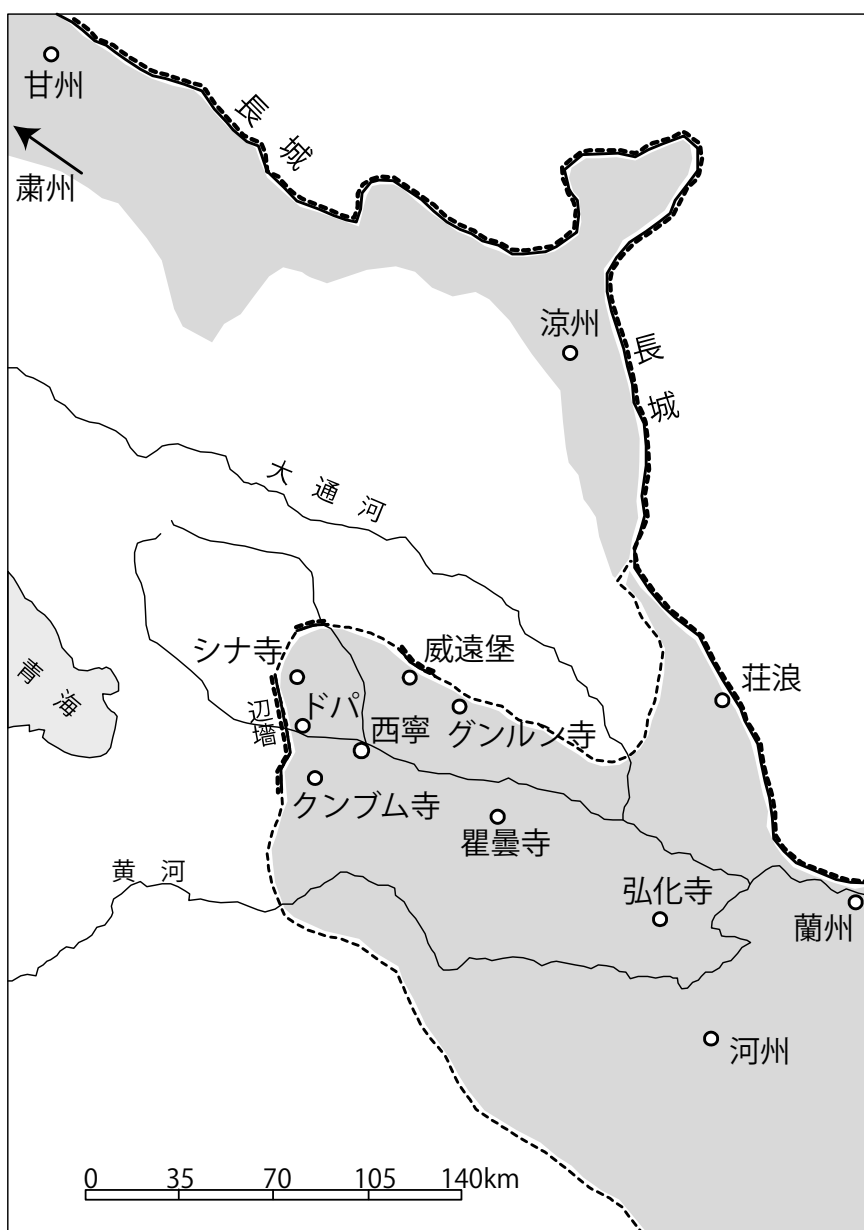 甘州
長城
粛州
涼州
長城
大通河
シナ寺
威遠堡
青海
辺墻
ドパ
西寧
グンルン寺
荘浪
クンブム寺
瞿曇寺
黄河
弘化寺
蘭州
河州
0 35 70 105 140km